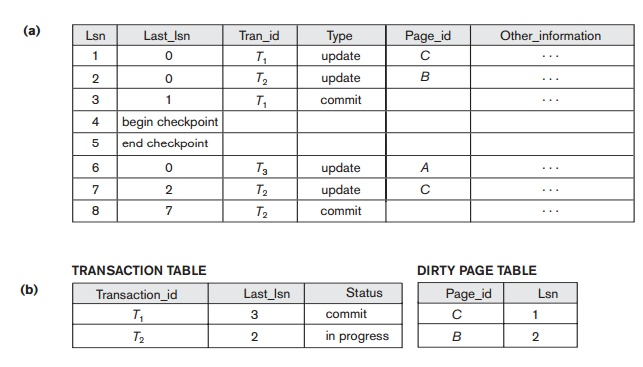 (a)
Lsn Last_lsn Tran_id Type Page_id Other_information
1 0 T1 update C ...
2 0 T2 update B ...
3 1 T1 commit ...
4 begin checkpoint
5 end checkpoint
6 0 T3 update A ...
7 2 T2 update C ...
8 7 T2 commit ...
TRANSACTION TABLE DIRTY PAGE TABLE
(b)
Transaction_id Last_lsn Status Page_id Lsn
T1 3 commit C 1
T2 2 in progress B 2